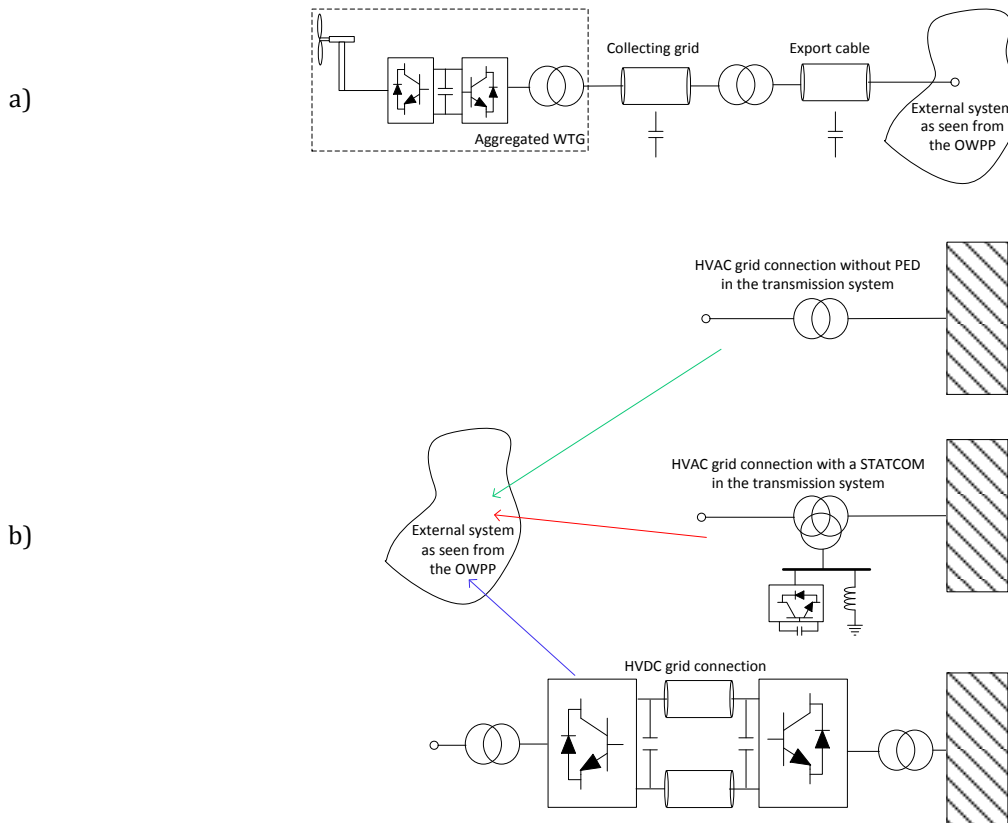 a)
Collecting grid
Export cable
Aggregated WTG
External system
as seen from
the OWPP
b)
HVAC grid connection without PED
in the transmission system
HVAC grid connection with a STATCOM
in the transmission system
External system
as seen from
the OWPP
HVDC grid connection